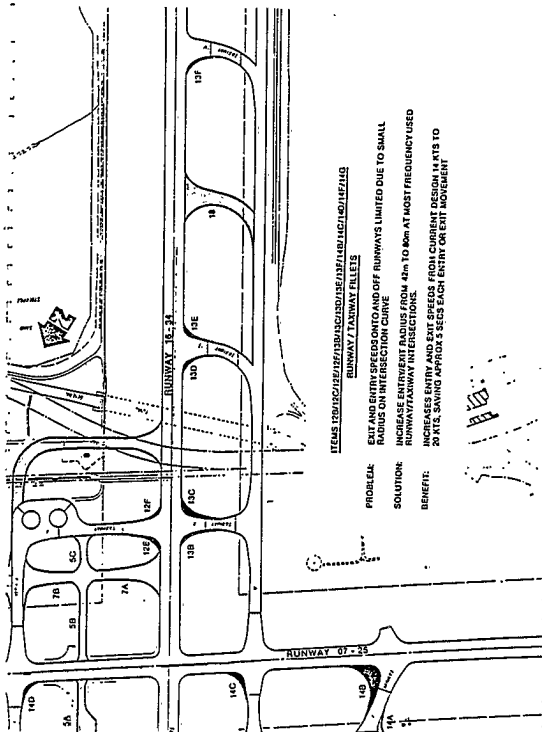 ITEMS 12B/12C/12E/12F/13B/13C/13D/13E/13F/14B/14C/14D/14F/14G
RUNWAY / TAXIWAY FILLETS
PROBLEM: EXIT AND ENTRY SPEEDS ONTO AND OFF RUNWAYS LIMITED DUE TO SMALL
RADIUS ON INTERSECTION CURVE
SOLUTION: INCREASE ENTRY/EXIT RADIUS FROM 42m TO 80m AT MOST FREQUENCY USED
RUNWAY/TAXIWAY INTERSECTIONS.
BENEFIT: INCREASES ENTRY AND EXIT SPEEDS FROM CURRENT DESIGN 14 KTS TO
20 KTS, SAVING APPROX 5 SECS EACH ENTRY OR EXIT MOVEMENT
RUNWAY 16-34
RUNWAY 07-25
13F
18
13E
13D
13C
13B
12F
12E
5C
7B
7A
5B
5A
14D
14C
14B
14A